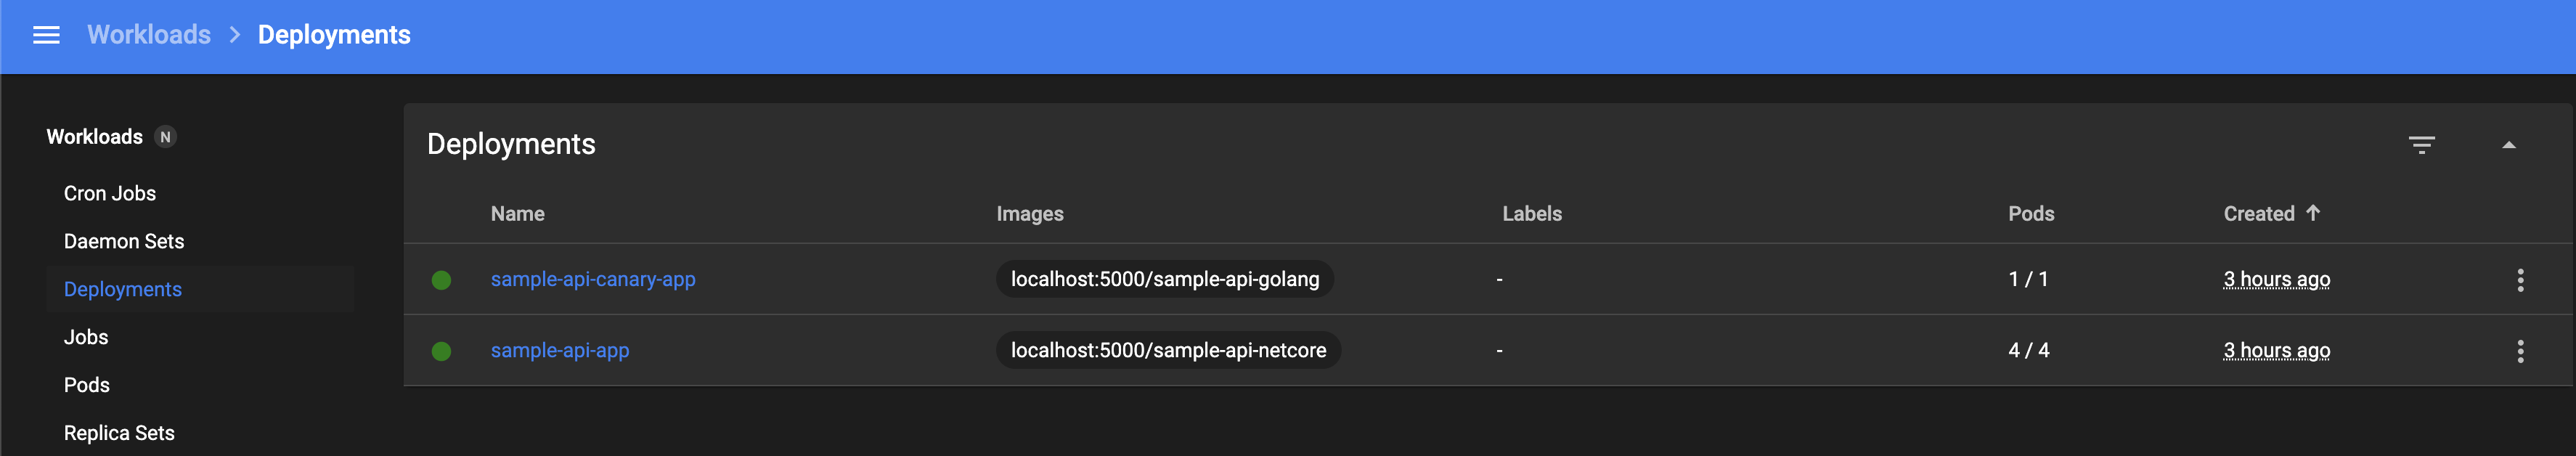 Workloads > Deployments
Workloads N
Cron Jobs
Daemon Sets
Deployments
Jobs
Pods
Replica Sets
Deployments
Name Images Labels Pods Created ↑
sample-api-canary-app localhost:5000/sample-api-golang - 1 / 1 3 hours ago
sample-api-app localhost:5000/sample-api-netcore - 4 / 4 3 hours ago